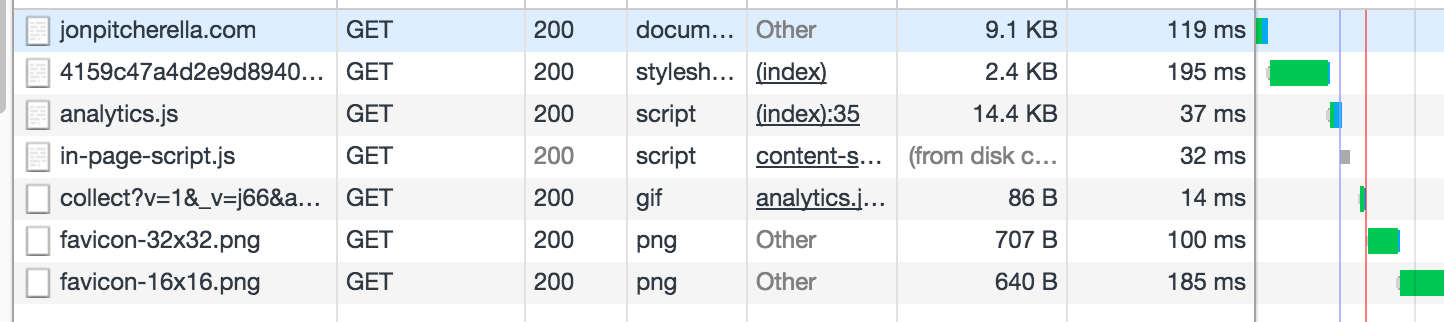 jonpitcherella.com GET 200 docum... Other 9.1 KB 119 ms
4159c47a4d2e9d8940... GET 200 stylesh... (index) 2.4 KB 195 ms
analytics.js GET 200 script (index):35 14.4 KB 37 ms
in-page-script.js GET 200 script content-s... (from disk c... 32 ms
collect?v=1&_v=j66&a... GET 200 gif analytics.j... 86 B 14 ms
favicon-32x32.png GET 200 png Other 707 B 100 ms
favicon-16x16.png GET 200 png Other 640 B 185 ms